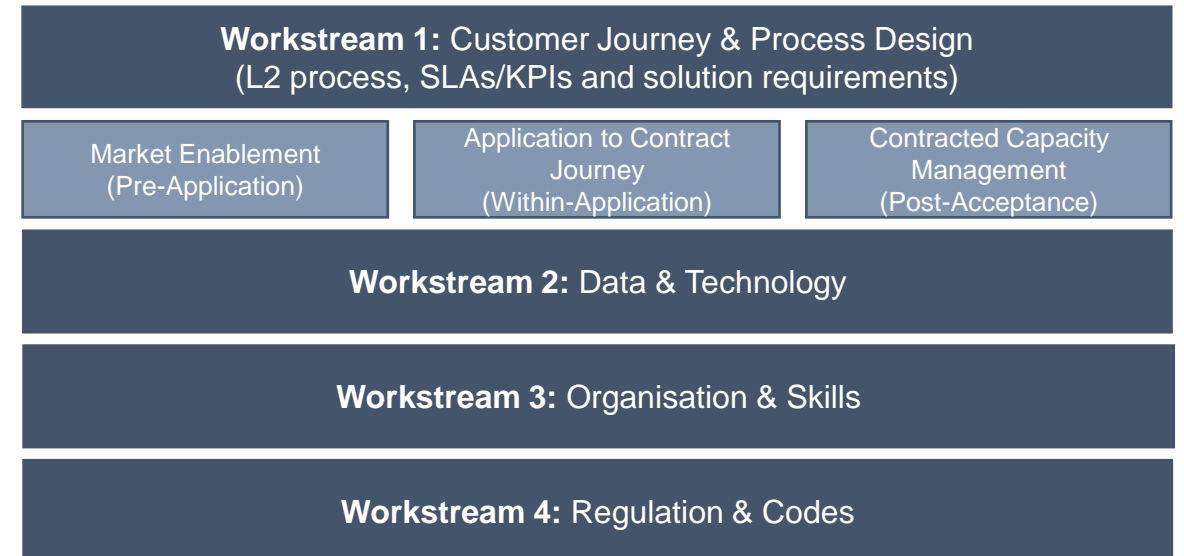 Workstream 1: Customer Journey & Process Design
(L2 process, SLAs/KPIs and solution requirements)
Market Enablement
(Pre-Application)
Application to Contract
Journey
(Within-Application)
Contracted Capacity
Management
(Post-Acceptance)
Workstream 2: Data & Technology
Workstream 3: Organisation & Skills
Workstream 4: Regulation & Codes